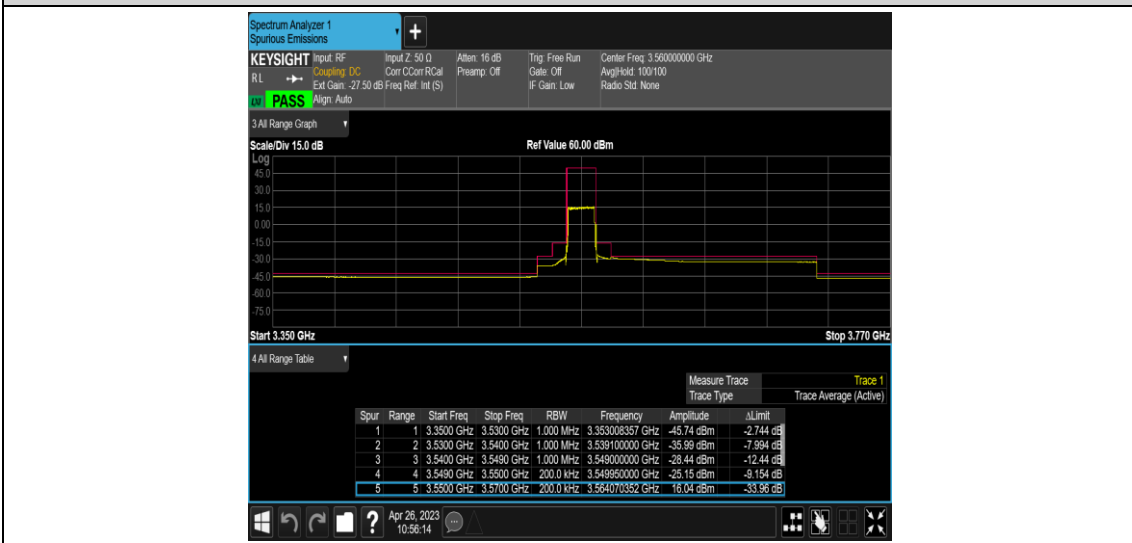 Spectrum Analyzer 1
Spurious Emissions
+
KEYSIGHT Input: RF Input Z: 50 Ω Atten: 16 dB Trig: Free Run Center Freq: 3.560000000 GHz
RL Coupling: DC Corr CCorr RCal Preamp: Off Gate: Off Avg|Hold: 100/100
Ext Gain: -27.50 dB Freq Ref: Int (S) IF Gain: Low Radio Std: None
LXI PASS Align: Auto
3 All Range Graph
Scale/Div 15.0 dB Ref Value 60.00 dBm
Log
45.0
30.0
15.0
0.00
-15.0
-30.0
-45.0
-60.0
-75.0
Start 3.350 GHz Stop 3.770 GHz
4 All Range Table
Measure Trace Trace 1
Trace Type Trace Average (Active)
Spur Range Start Freq Stop Freq RBW Frequency Amplitude ΔLimit
1 1 3.3500 GHz 3.5300 GHz 1.000 MHz 3.353008357 GHz -45.74 dBm -2.744 dB
2 2 3.5300 GHz 3.5400 GHz 1.000 MHz 3.539100000 GHz -35.99 dBm -7.994 dB
3 3 3.5400 GHz 3.5490 GHz 1.000 MHz 3.549000000 GHz -28.44 dBm -12.44 dB
4 4 3.5490 GHz 3.5500 GHz 200.0 kHz 3.549950000 GHz -25.15 dBm -9.154 dB
5 5 3.5500 GHz 3.5700 GHz 200.0 kHz 3.564070352 GHz 16.04 dBm -33.96 dB
? Apr 26, 2023
10:56:14